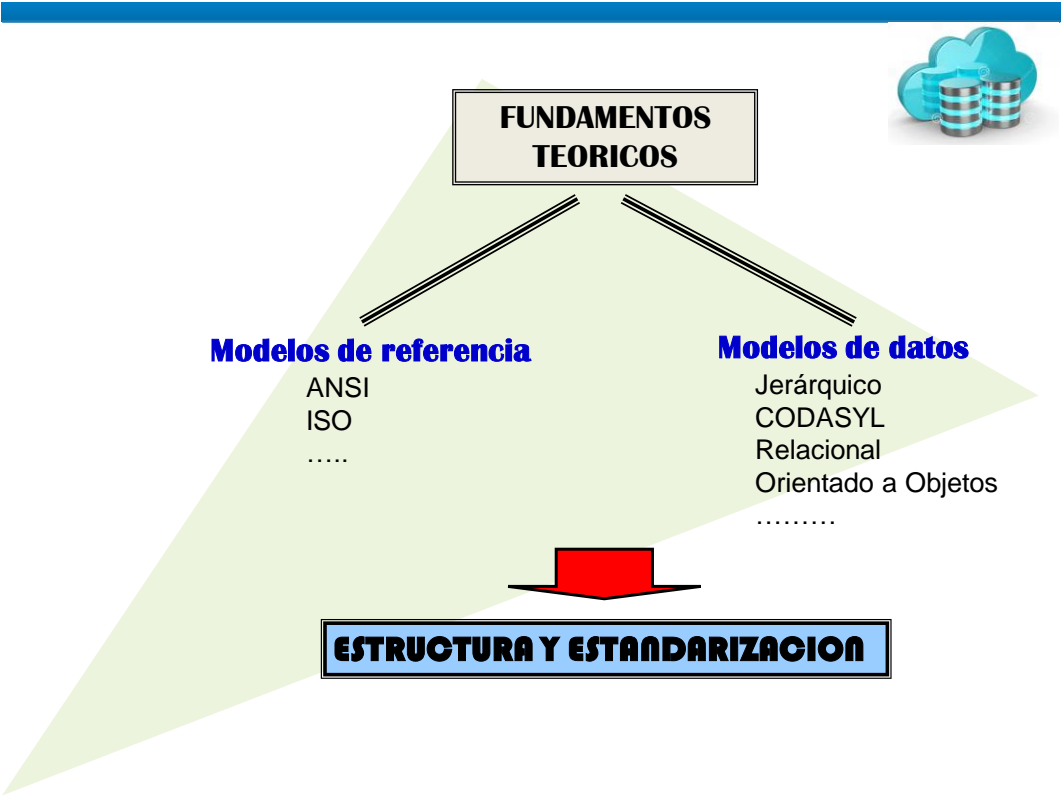 FUNDAMENTOS
TEORICOS
Modelos de referencia
ANSI
ISO
…..
Modelos de datos
Jerárquico
CODASYL
Relacional
Orientado a Objetos
………
ESTRUCTURA Y ESTANDARIZACION